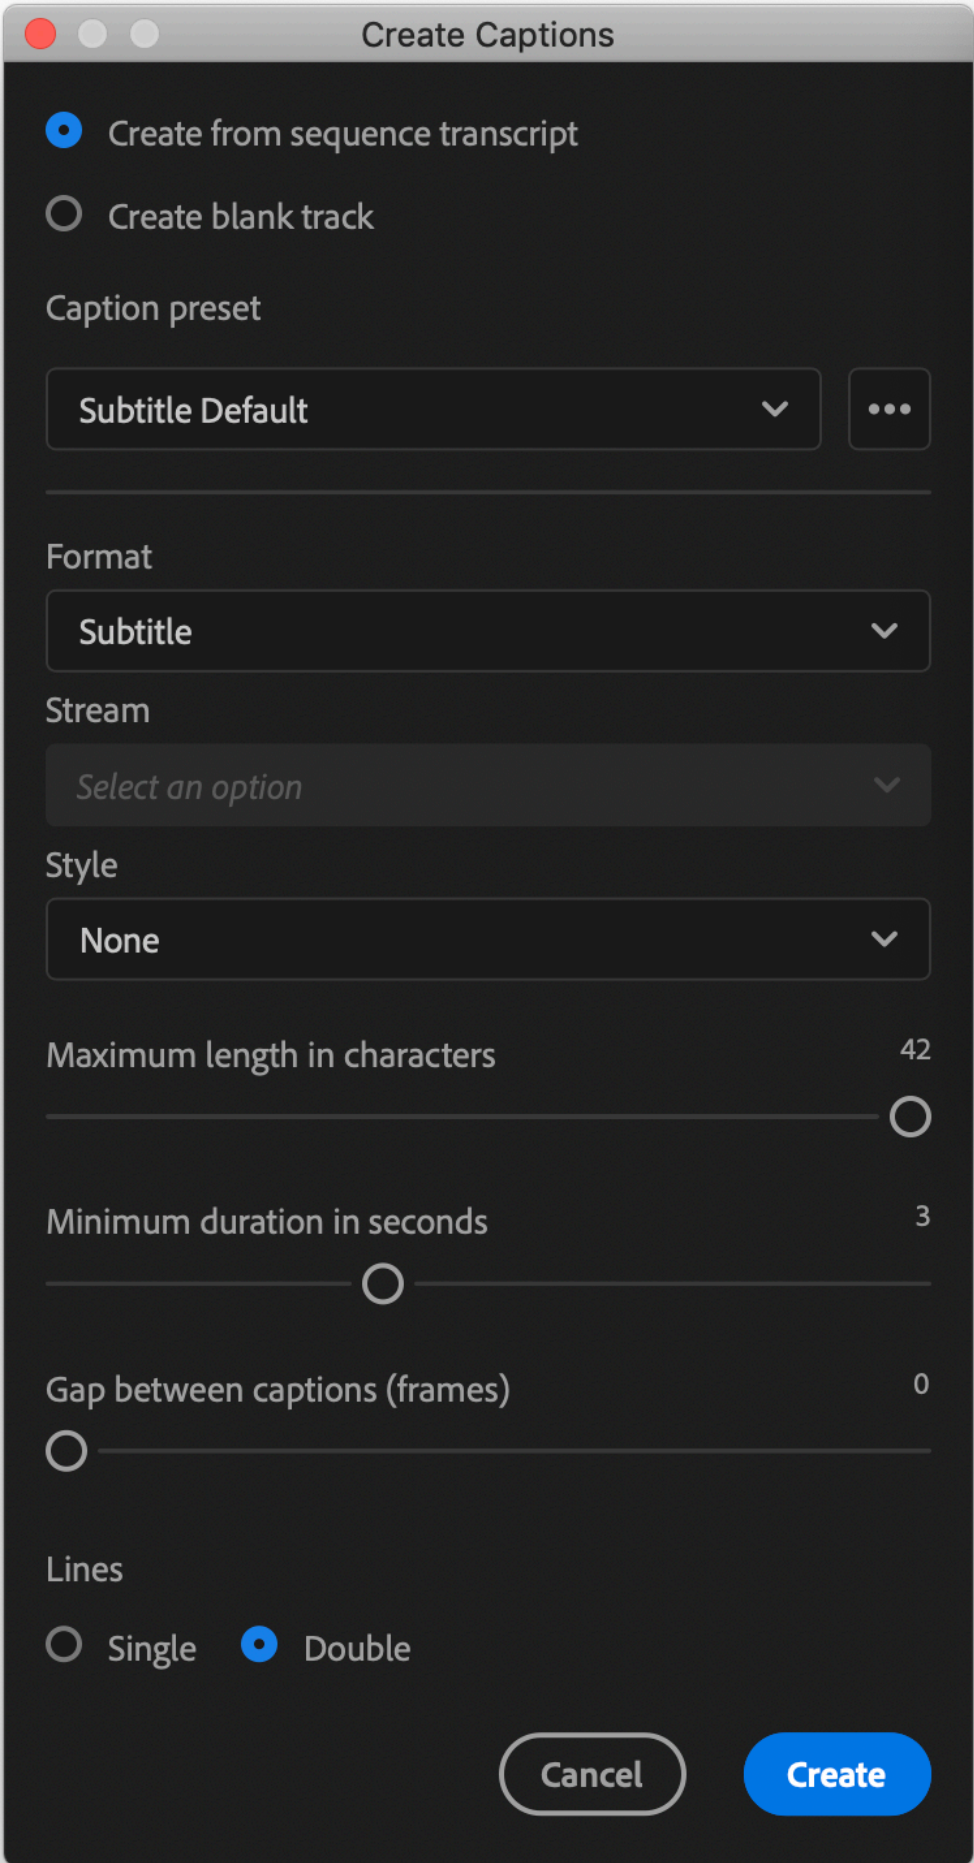 Create Captions
Create from sequence transcript
Create blank track
Caption preset
Subtitle Default
Format
Subtitle
Stream
Select an option
Style
None
Maximum length in characters 42
Minimum duration in seconds 3
Gap between captions (frames) 0
Lines
Single Double
Cancel Create